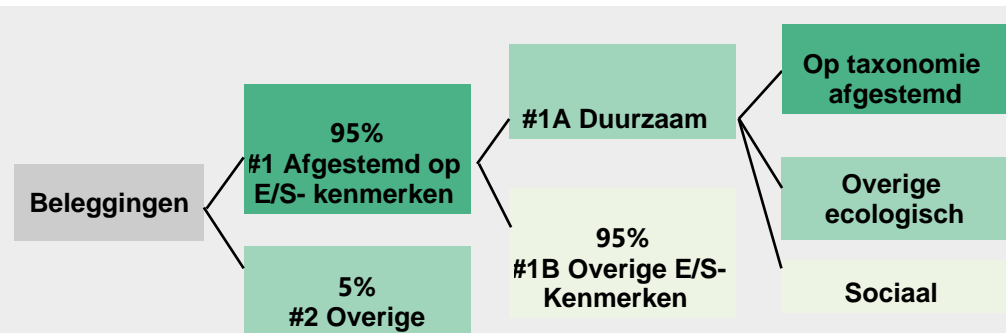 Beleggingen
95%
#1 Afgestemd op
E/S- kenmerken
5%
#2 Overige
#1A Duurzaam
95%
#1B Overige E/S-
Kenmerken
Op taxonomie
afgestemd
Overige
ecologisch
Sociaal